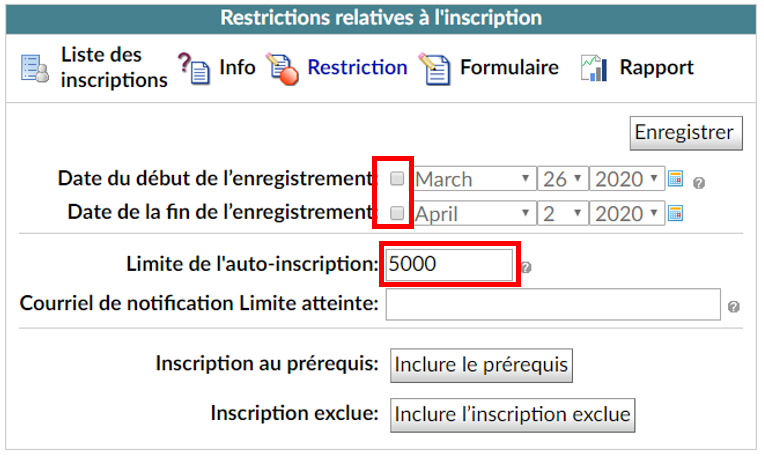 Restrictions relatives à l'inscription
Liste des
inscriptions
Info
Restriction
Formulaire
Rapport
Enregistrer
Date du début de l’enregistrement: March 26 2020
Date de la fin de l’enregistrement: April 2 2020
Limite de l'auto-inscription: 5000
Courriel de notification Limite atteinte:
Inscription au prérequis: Inclure le prérequis
Inscription exclue: Inclure l’inscription exclue